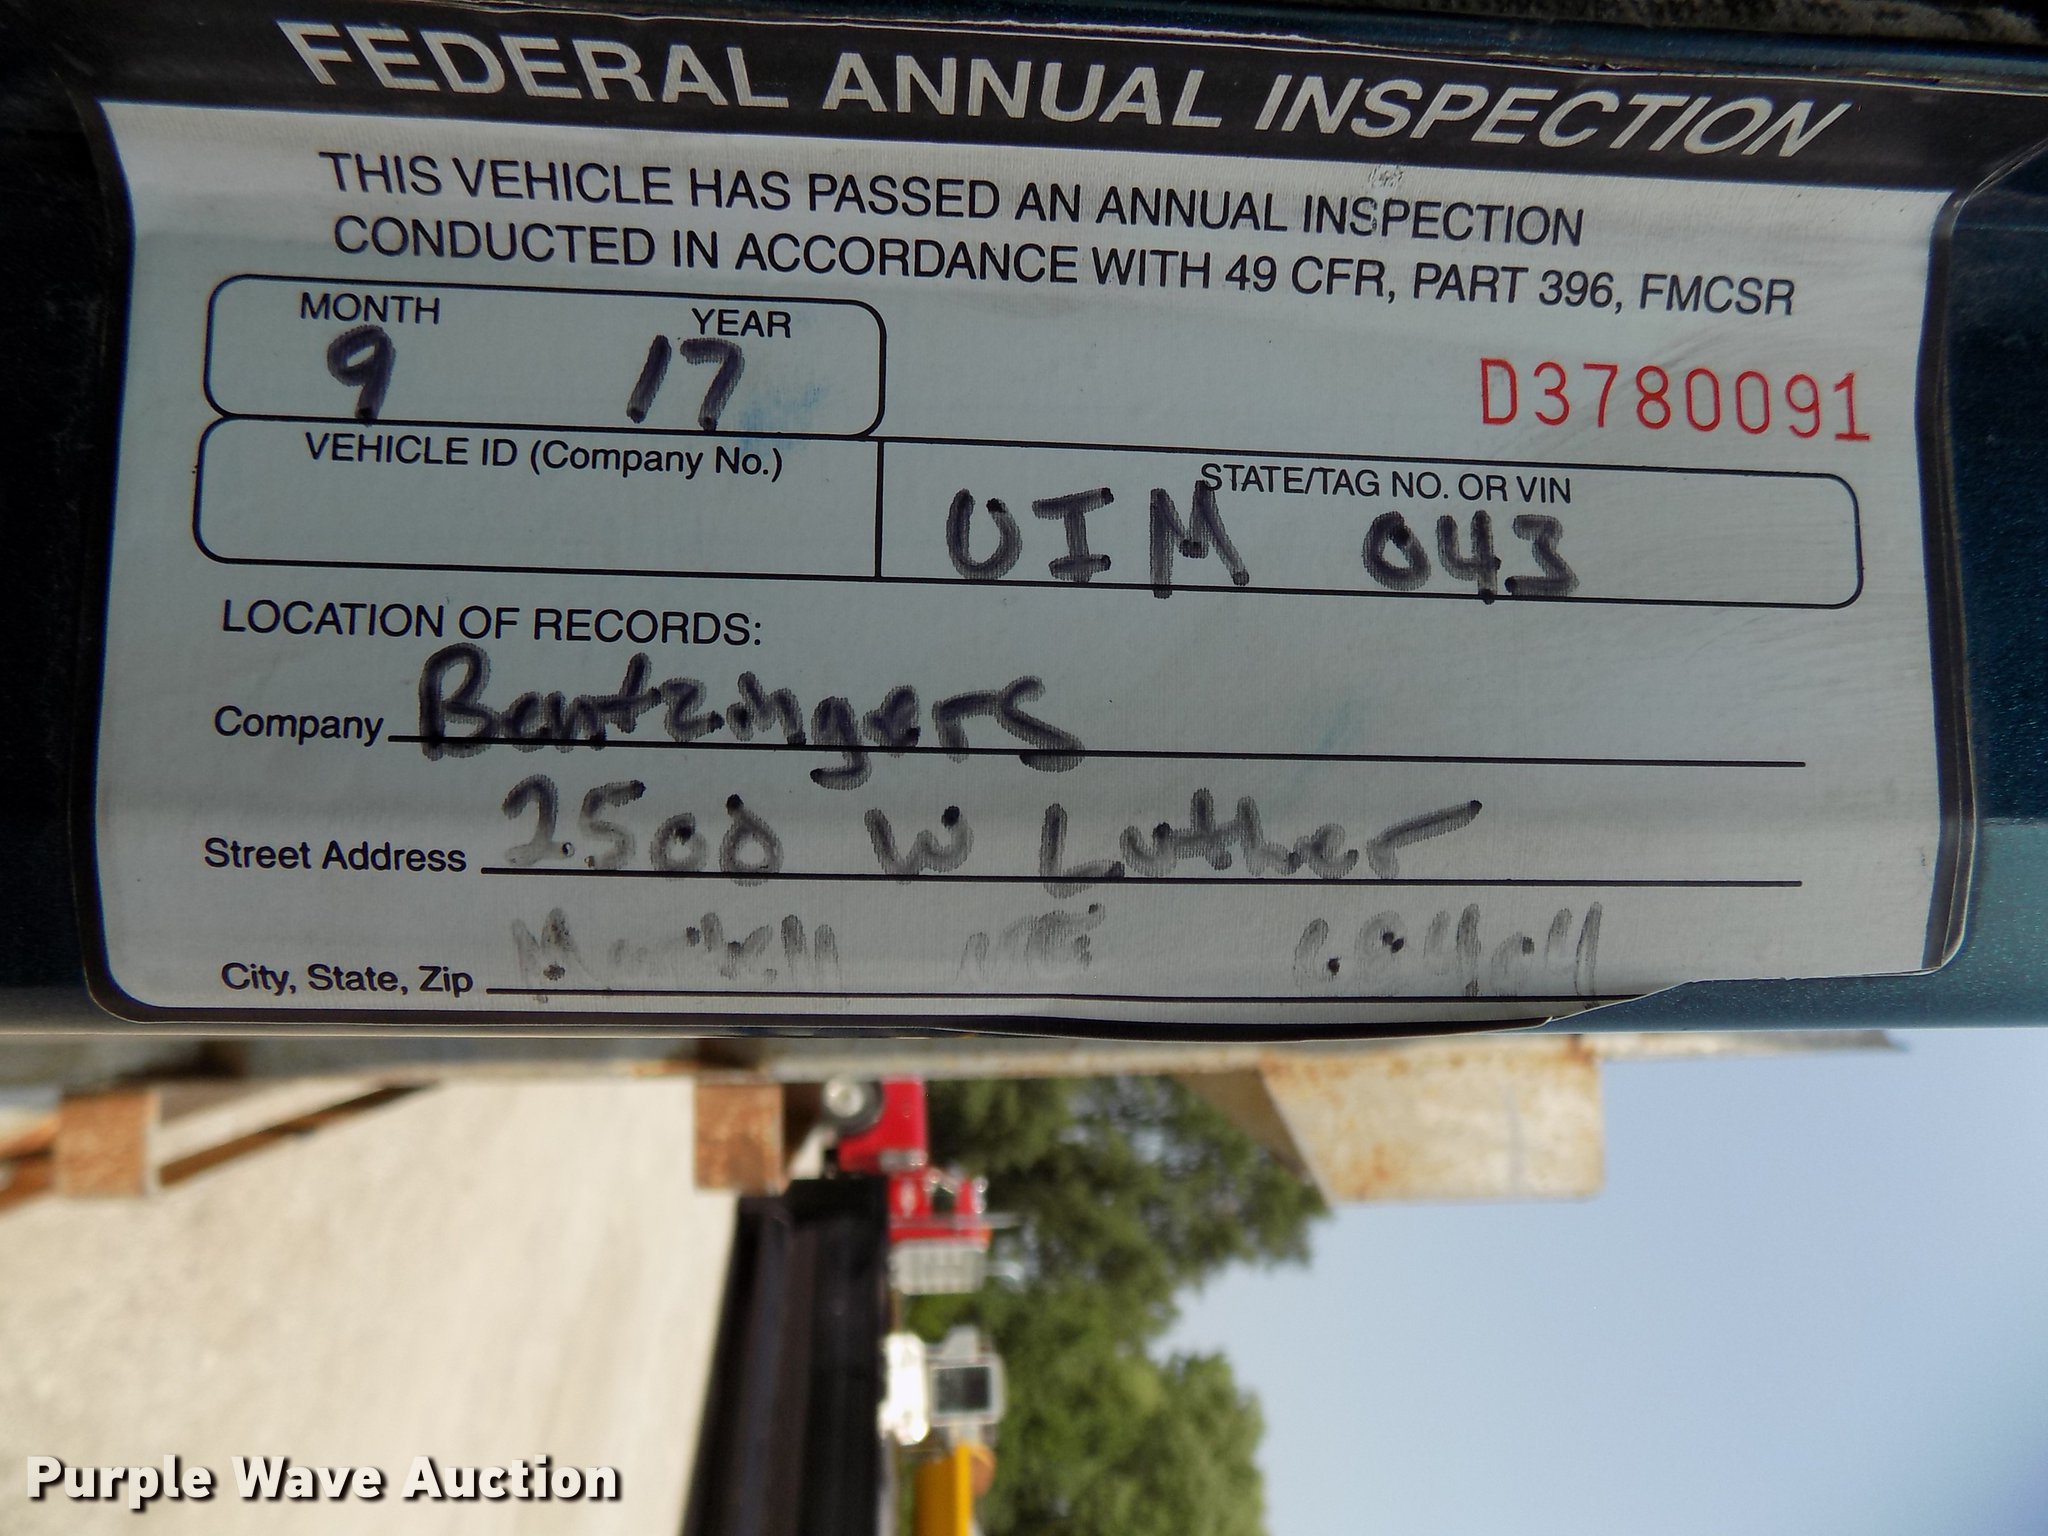 FEDERAL ANNUAL INSPECTION
THIS VEHICLE HAS PASSED AN ANNUAL INSPECTION
CONDUCTED IN ACCORDANCE WITH 49 CFR, PART 396, FMCSR
MONTH YEAR
9 17
D3780091
VEHICLE ID (Company No.)
STATE/TAG NO. OR VIN
UIM 043
LOCATION OF RECORDS:
Company Bentzingers
Street Address 2500 W Luther
City, State, Zip
Purple Wave Auction